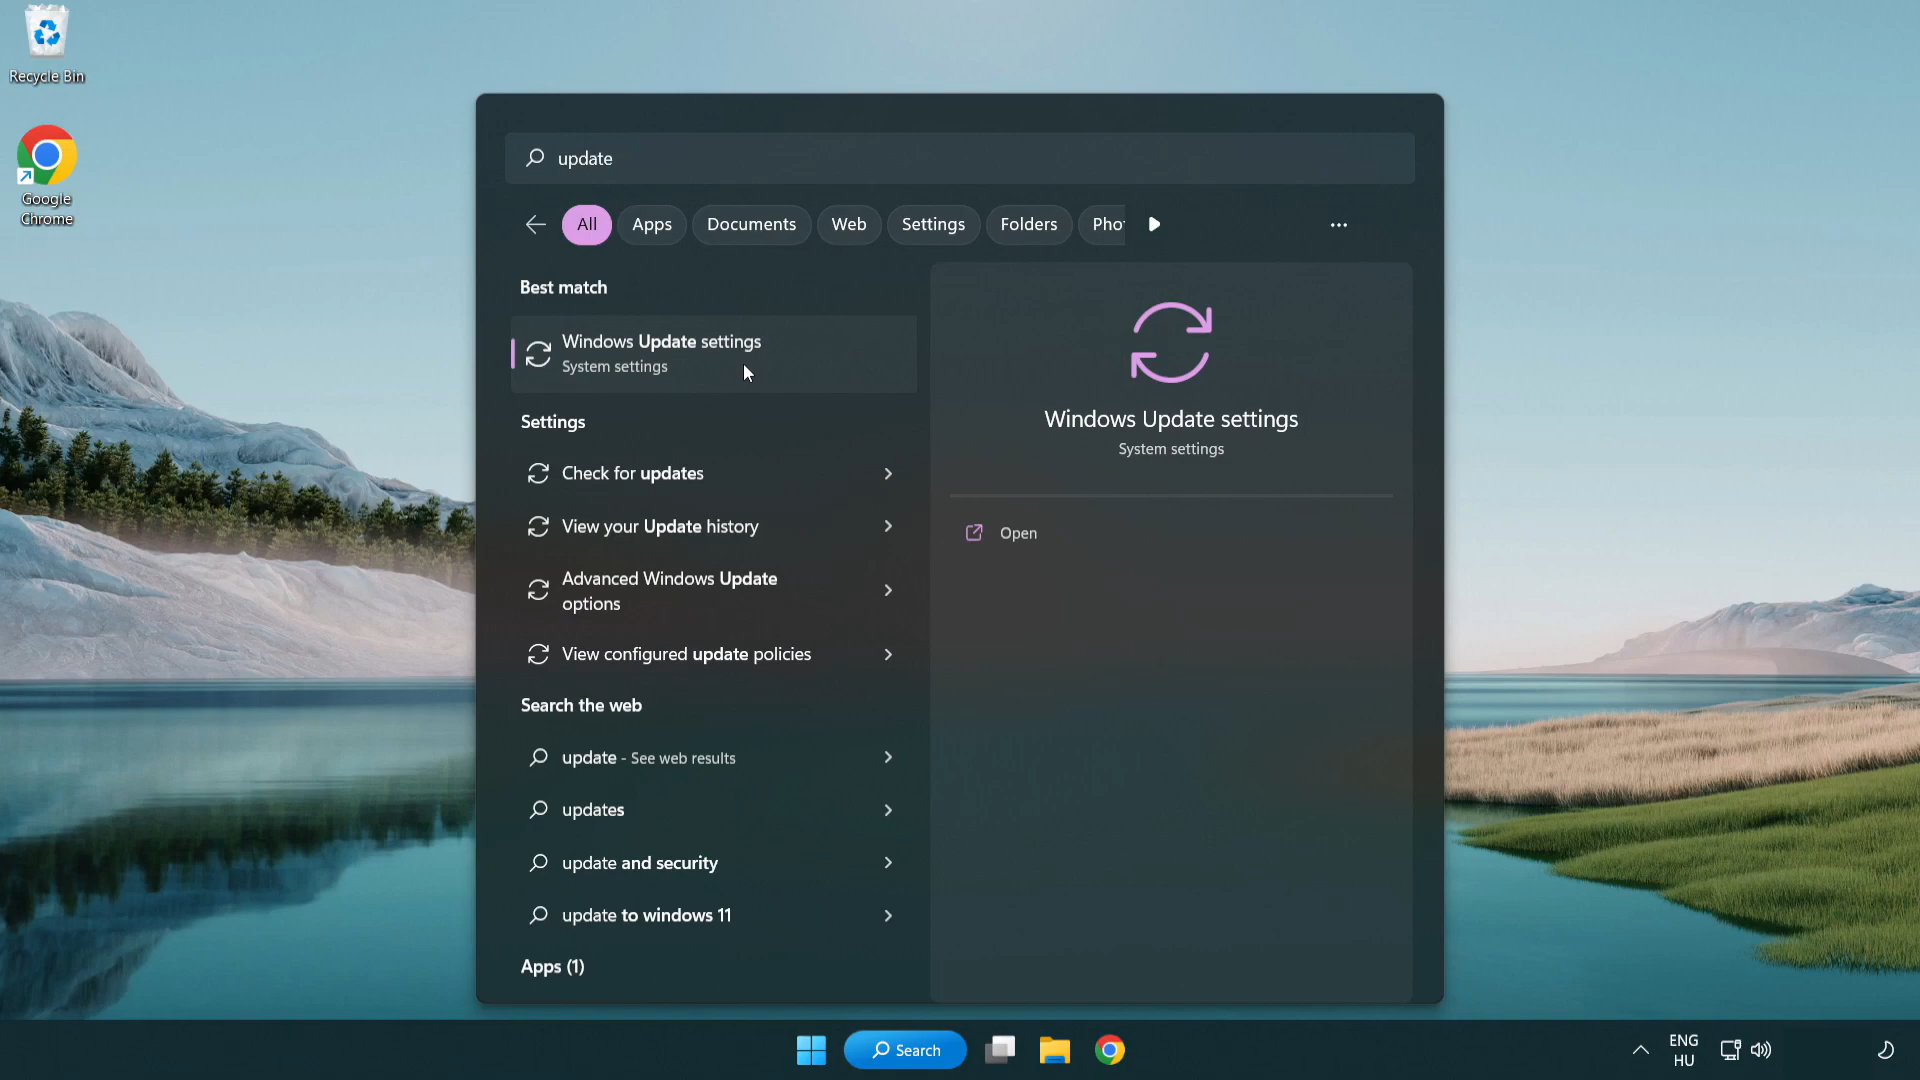 Recycle Bin
Google
Chrome
update
All
Apps
Documents
Web
Settings
Folders
Pho
Best match
Windows Update settings
System settings
Settings
Check for updates
View your Update history
Advanced Windows Update
options
View configured update policies
Search the web
update - See web results
updates
update and security
update to windows 11
Apps (1)
Windows Update settings
System settings
Open
Search
ENG
HU